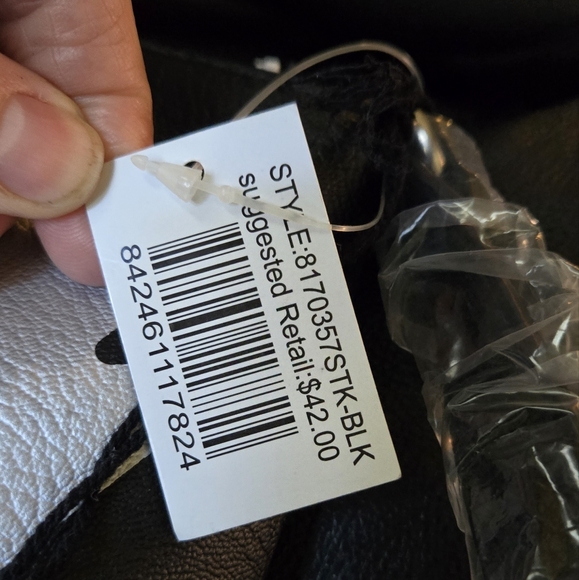 STYLE:8170357STK-BLK
suggested Retail:$42.00
842461117824